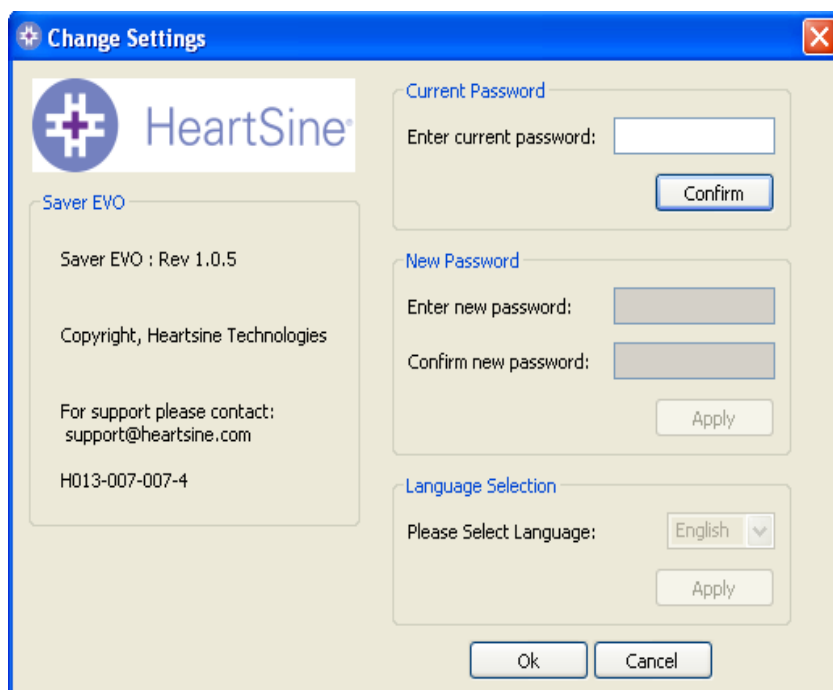 Change Settings
HeartSine®
Saver EVO
Saver EVO : Rev 1.0.5
Copyright, Heartsine Technologies
For support please contact:
support@heartsine.com
H013-007-007-4
Current Password
Enter current password:
Confirm
New Password
Enter new password:
Confirm new password:
Apply
Language Selection
Please Select Language:
English
Apply
Ok
Cancel